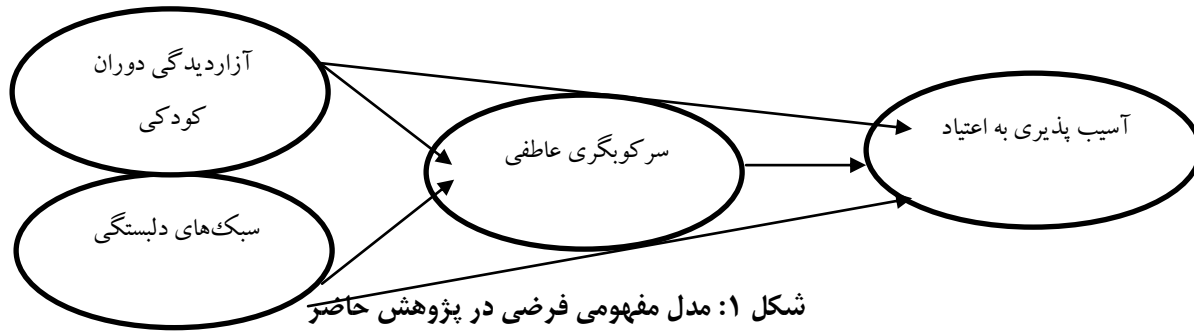 آزاردیدگی دوران
کودکی
سرکوبگری عاطفی
آسیب پذیری به اعتیاد
سبک‌های دلبستگی
شکل ۱: مدل مفهومی فرضی در پژوهش حاضر